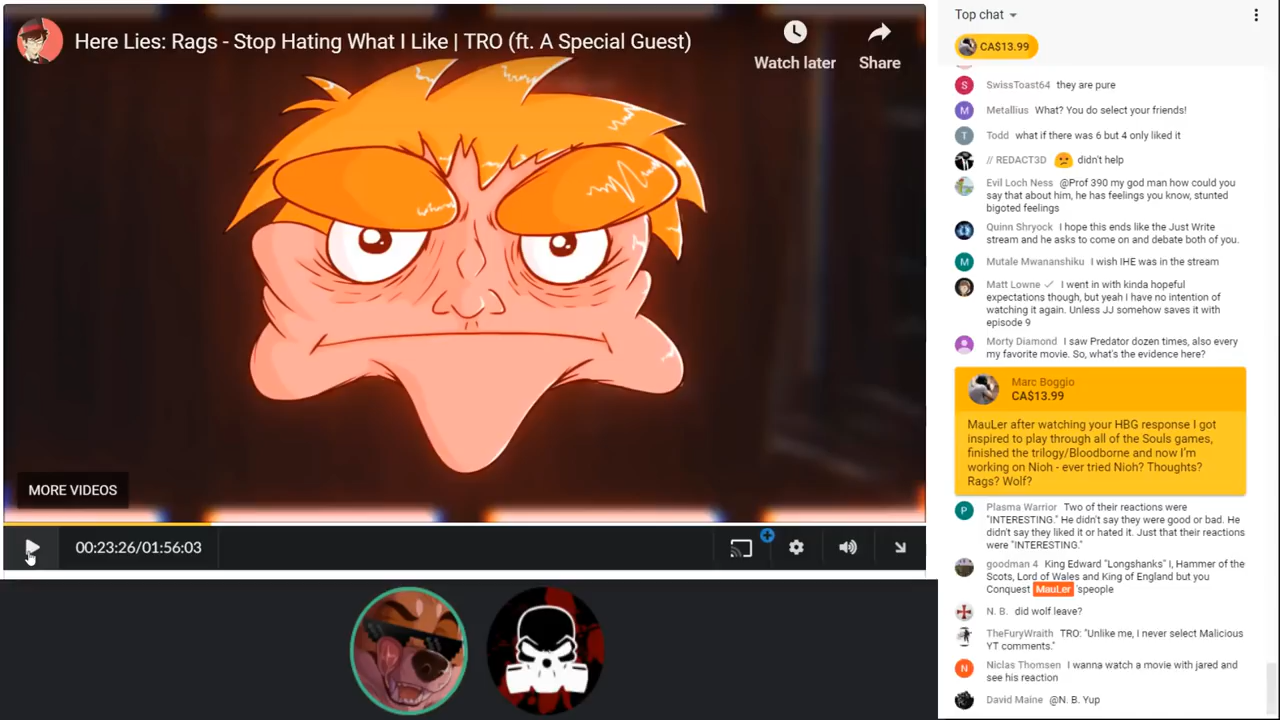 Here Lies: Rags - Stop Hating What I Like | TRO (ft. A Special Guest)
Watch later
Share
MORE VIDEOS
00:23:26/01:56:03
Top chat
CA$13.99
SwissToast64 they are pure
Metallius What? You do select your friends!
Todd what if there was 6 but 4 only liked it
// REDACT3D didn't help
Evil Loch Ness @Prof 390 my god man how could you
say that about him, he has feelings you know, stunted
bigoted feelings
Quinn Shryock I hope this ends like the Just Write
stream and he asks to come on and debate both of you.
Mutale Mwananshiku I wish IHE was in the stream
Matt Lowne I went in with kinda hopeful
expectations though, but yeah I have no intention of
watching it again. Unless JJ somehow saves it with
episode 9
Morty Diamond I saw Predator dozen times, also every
my favorite movie. So, what's the evidence here?
Marc Boggio
CA$13.99
MauLer after watching your HBG response I got
inspired to play through all of the Souls games,
finished the trilogy/Bloodborne and now I'm
working on Nioh - ever tried Nioh? Thoughts?
Rags? Wolf?
Plasma Warrior Two of their reactions were
"INTERESTING." He didn't say they were good or bad. He
didn't say they liked it or hated it. Just that their reactions
were "INTERESTING."
goodman 4 King Edward "Longshanks" I, Hammer of the
Scots, Lord of Wales and King of England but you
Conquest MauLer 'speople
N. B. did wolf leave?
TheFuryWraith TRO: "Unlike me, I never select Malicious
YT comments."
Niclas Thomsen I wanna watch a movie with jared and
see his reaction
David Maine @N. B. Yup
S
M
T
M
P
N